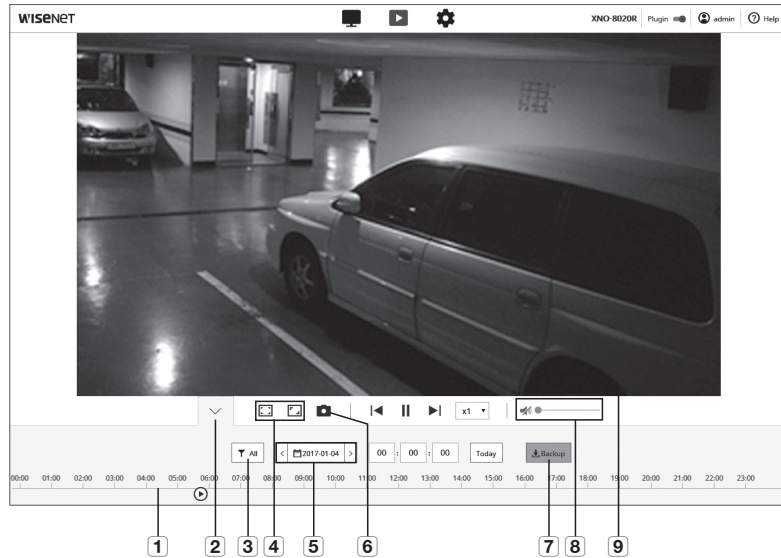 WISENET XNO-8020R Plugin admin Help
x1
All 2017-01-04 00 : 00 : 00 Today Backup
00:00 01:00 02:00 03:00 04:00 05:00 06:00 07:00 08:00 09:00 10:00 11:00 12:00 13:00 14:00 15:00 16:00 17:00 18:00 19:00 20:00 21:00 22:00 23:00
1 2 3 4 5 6 7 8 9